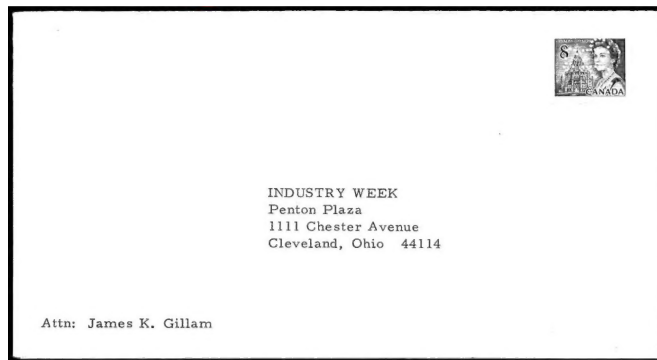 8
CANADA
INDUSTRY WEEK
Penton Plaza
1111 Chester Avenue
Cleveland, Ohio 44114
Attn: James K. Gillam